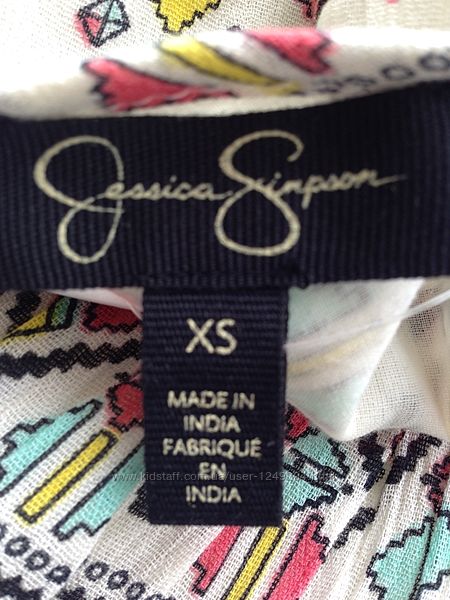 Jessica Simpson
XS
MADE IN
INDIA
FABRIQUÉ
EN
INDIA